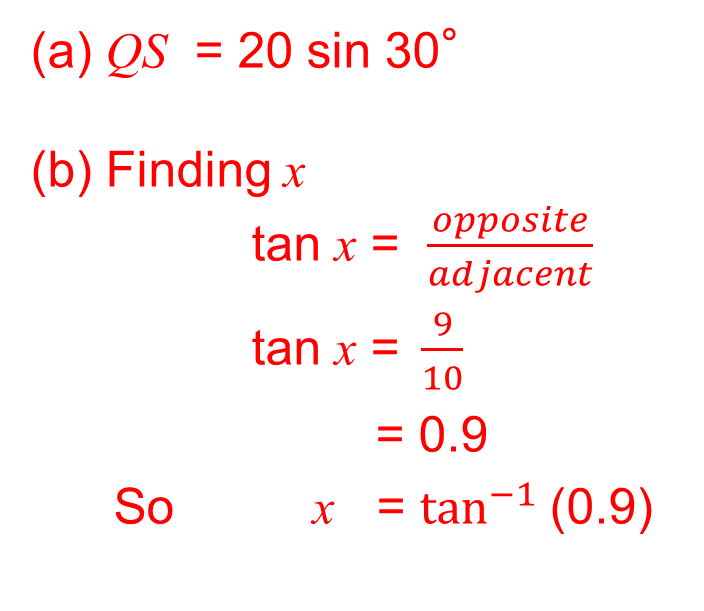 (a) QS = 20 sin 30°
(b) Finding x
tan x = opposite/adjacent
tan x = 9/10
= 0.9
So x = tan⁻¹ (0.9)